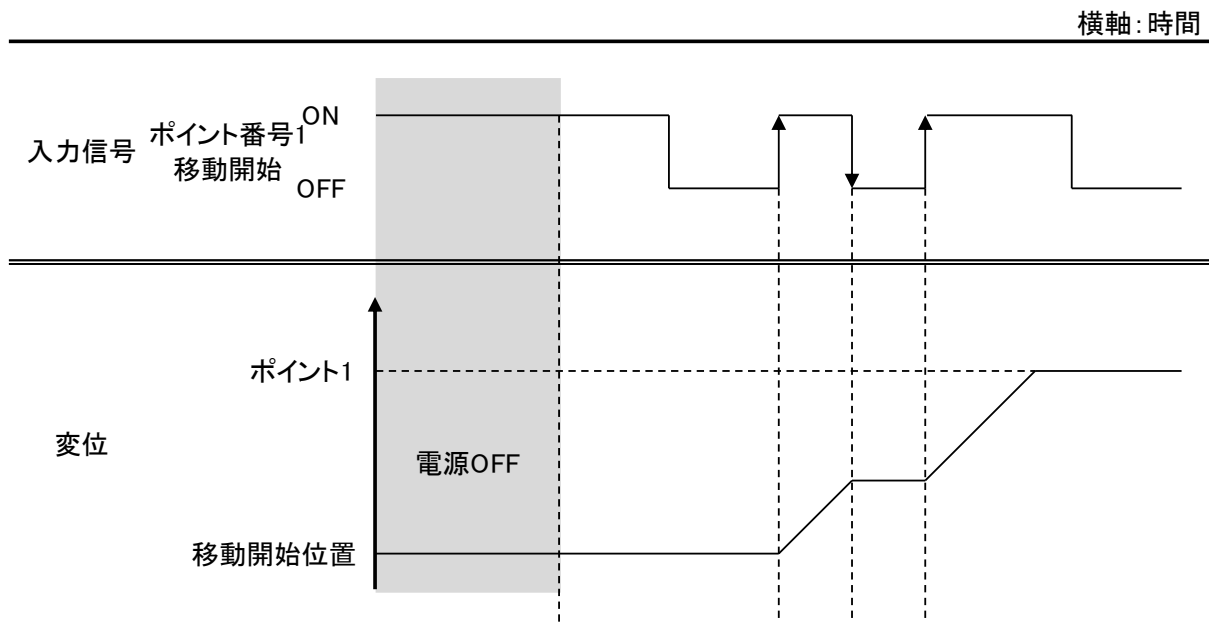 横軸:時間
入力信号
ポイント番号1
移動開始
ON
OFF
ポイント1
変位
電源OFF
移動開始位置